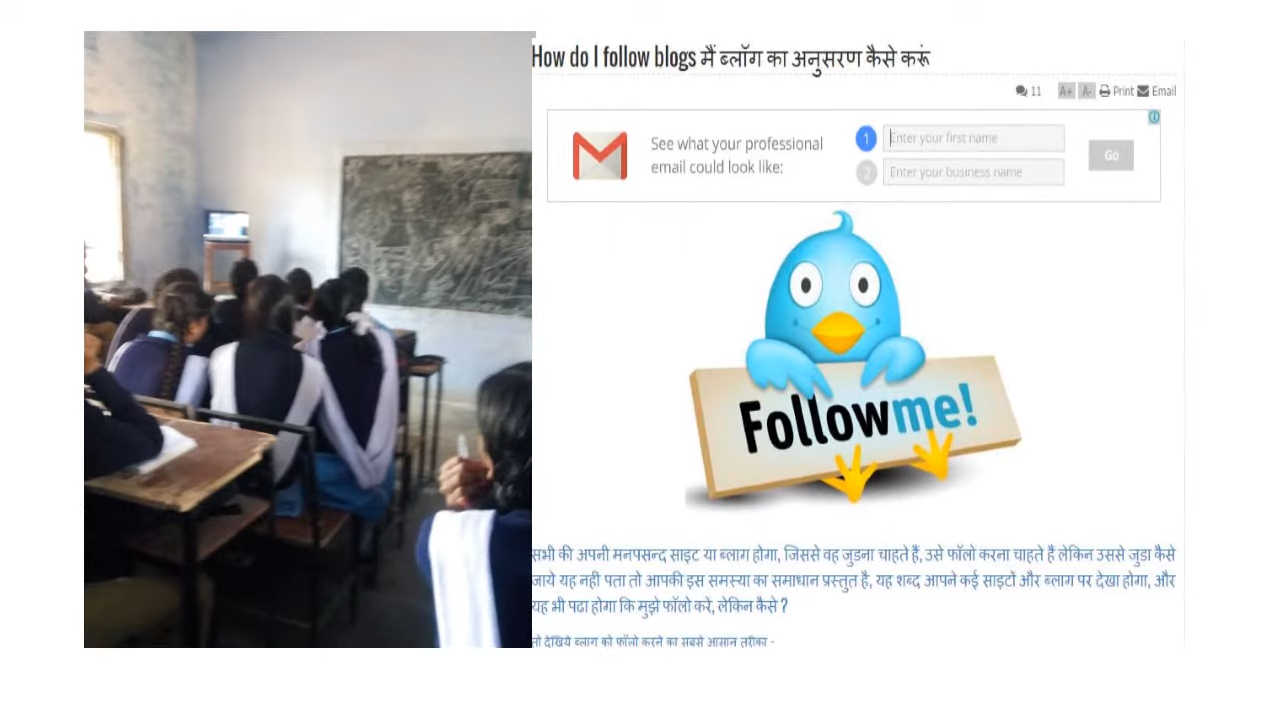 How do I follow blogs मैं ब्लॉग का अनुसरण कैसे करूं
11 A+ A- Print Email
See what your professional
email could look like:
1 Enter your first name
2 Enter your business name
Go
Follow me!
सभी की अपनी मनपसन्द साइट या ब्लाग होगा, जिससे वह जुडना चाहते हैं, उसे फॉलो करना चाहते हैं लेकिन उससे जुडा कैसे
जाये यह नहीं पता तो आपकी इस समस्या का समाधान प्रस्तुत है, यह शब्द आपने कई साइटों और ब्लाग पर देखा होगा, और
यह भी पढा होगा कि मुझे फॉलो करें, लेकिन कैसे ?
तो देखिये ब्लाग को फॉलो करने का सबसे आसान तरीका -